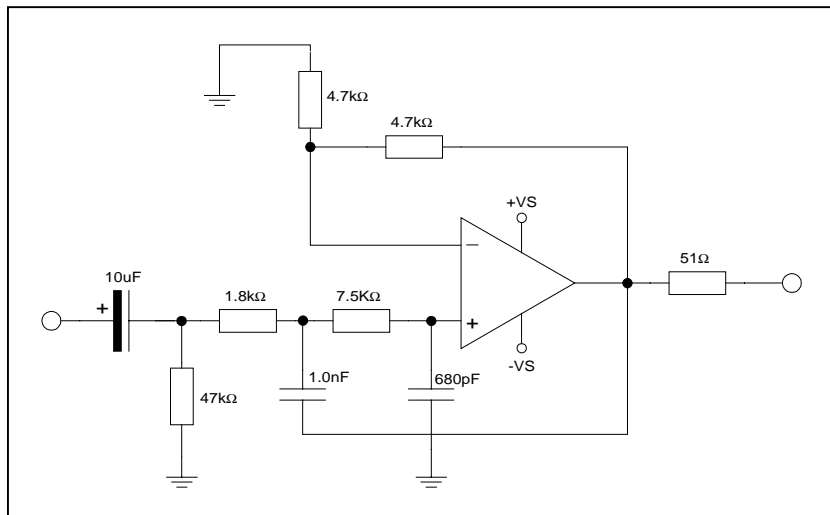 4.7kΩ
4.7kΩ
+VS
−
51Ω
10uF
+
1.8kΩ
7.5KΩ
+
-VS
47kΩ
1.0nF
680pF